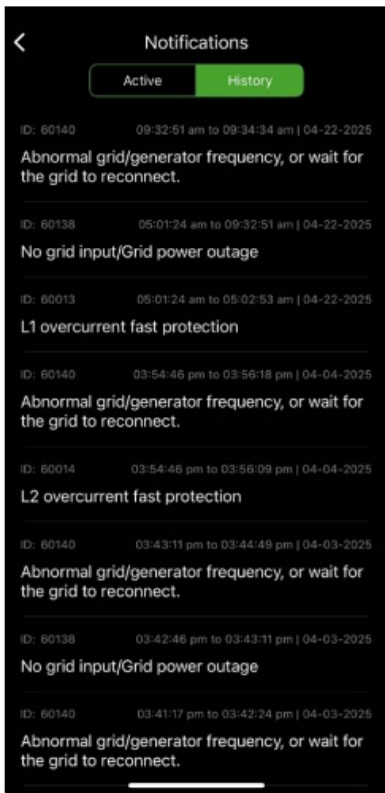 Notifications
Active
History
ID: 60140 09:32:51 am to 09:34:34 am | 04-22-2025
Abnormal grid/generator frequency, or wait for
the grid to reconnect.
ID: 60138 05:01:24 am to 09:32:51 am | 04-22-2025
No grid input/Grid power outage
ID: 60013 05:01:24 am to 05:02:53 am | 04-22-2025
L1 overcurrent fast protection
ID: 60140 03:54:46 pm to 03:56:18 pm | 04-04-2025
Abnormal grid/generator frequency, or wait for
the grid to reconnect.
ID: 60014 03:54:46 pm to 03:56:09 pm | 04-04-2025
L2 overcurrent fast protection
ID: 60140 03:43:11 pm to 03:44:49 pm | 04-03-2025
Abnormal grid/generator frequency, or wait for
the grid to reconnect.
ID: 60138 03:42:46 pm to 03:43:11 pm | 04-03-2025
No grid input/Grid power outage
ID: 60140 03:41:17 pm to 03:42:24 pm | 04-03-2025
Abnormal grid/generator frequency, or wait for
the grid to reconnect.